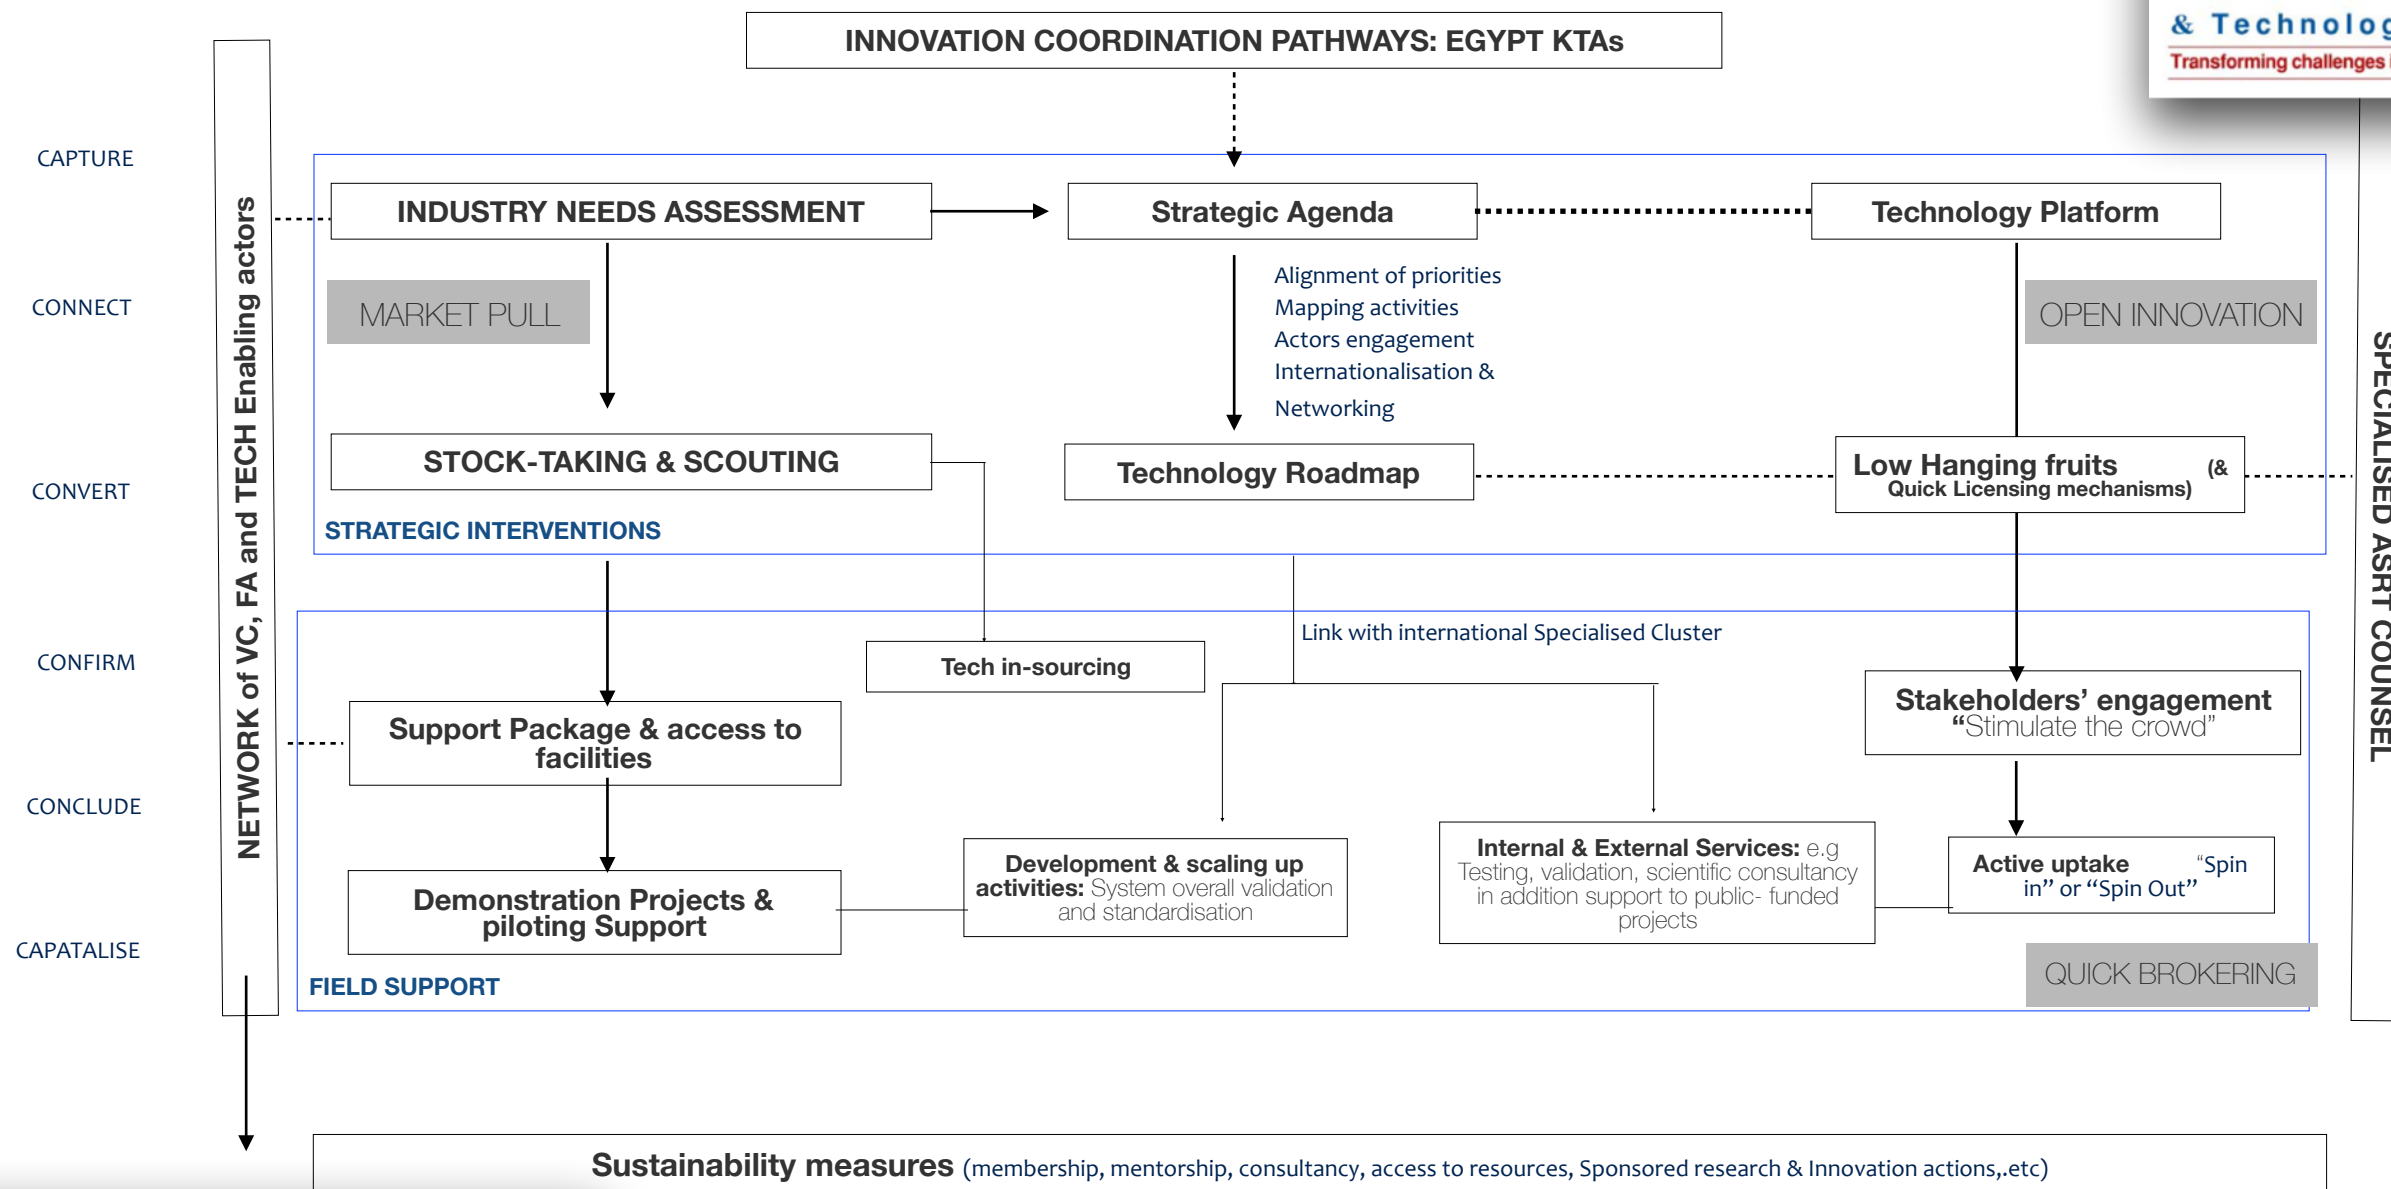 & Technolog
Transforming challenges i
INNOVATION COORDINATION PATHWAYS: EGYPT KTAs
CAPTURE
CONNECT
CONVERT
CONFIRM
CONCLUDE
CAPATALISE
NETWORK of VC, FA and TECH Enabling actors
INDUSTRY NEEDS ASSESSMENT
Strategic Agenda
Technology Platform
MARKET PULL
Alignment of priorities
Mapping activities
Actors engagement
Internationalisation &
Networking
OPEN INNOVATION
STOCK-TAKING & SCOUTING
Technology Roadmap
Low Hanging fruits (&
Quick Licensing mechanisms)
STRATEGIC INTERVENTIONS
Link with international Specialised Cluster
Tech in-sourcing
Support Package & access to
facilities
Stakeholders’ engagement
“Stimulate the crowd”
Demonstration Projects &
piloting Support
Development & scaling up
activities: System overall validation
and standardisation
Internal & External Services: e.g
Testing, validation, scientific consultancy
in addition support to public- funded
projects
Active uptake “Spin
in” or “Spin Out”
QUICK BROKERING
FIELD SUPPORT
SPECIALISED ASRT COUNSEL
Sustainability measures (membership, mentorship, consultancy, access to resources, Sponsored research & Innovation actions,.etc)